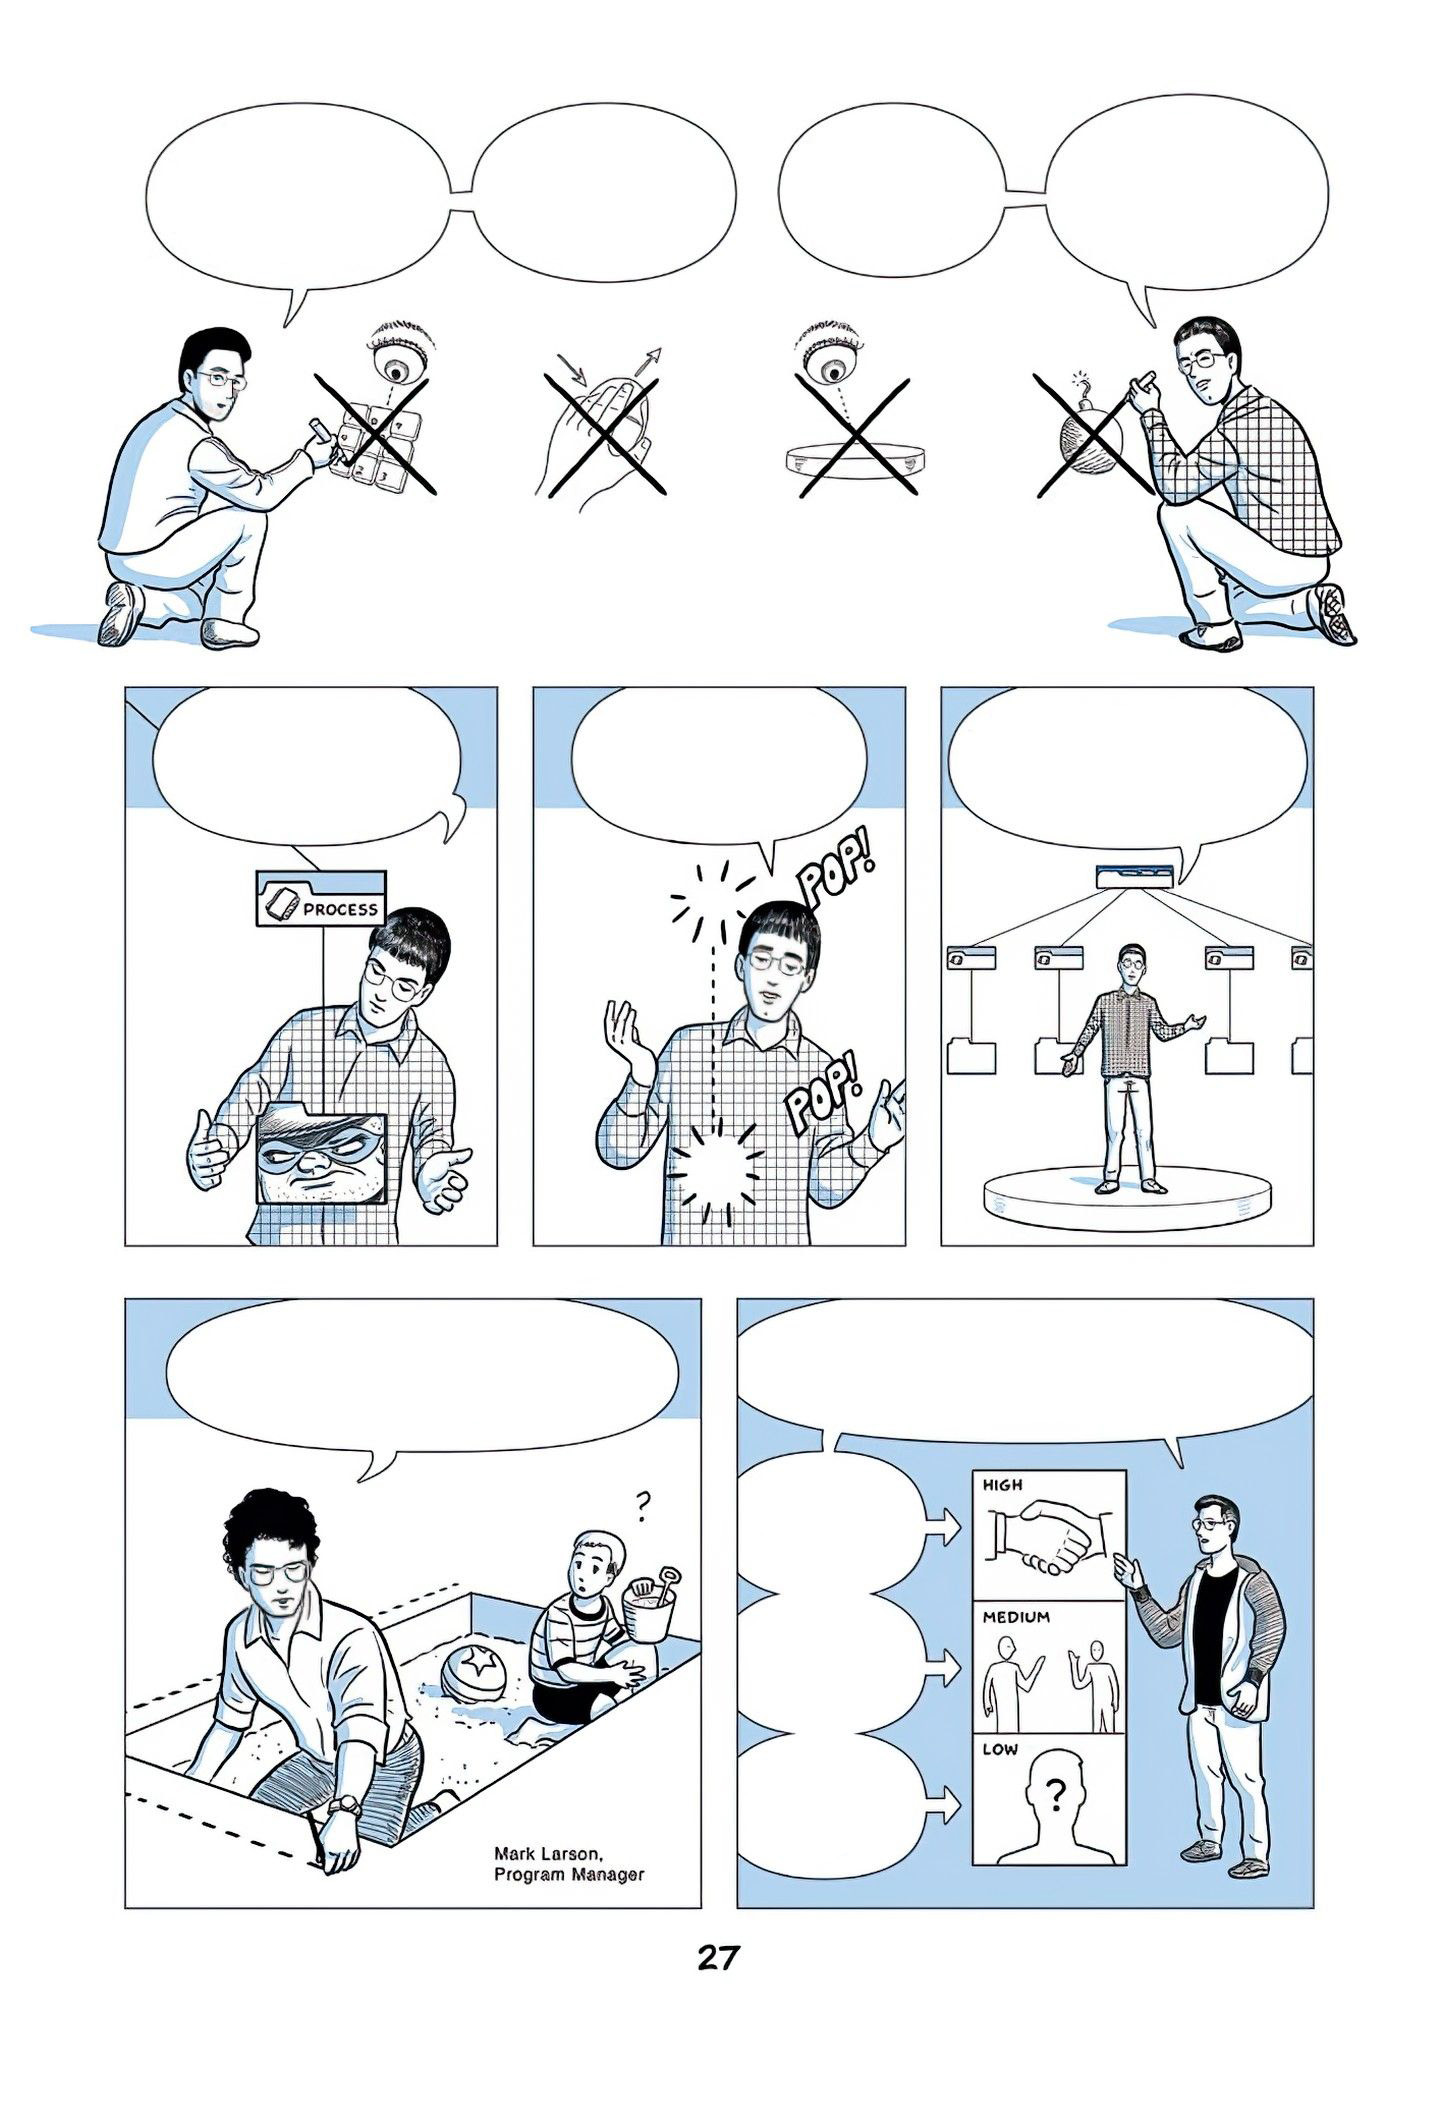 PROCESS
POP!
POP!
?
HIGH
MEDIUM
LOW
?
Mark Larson,
Program Manager
27